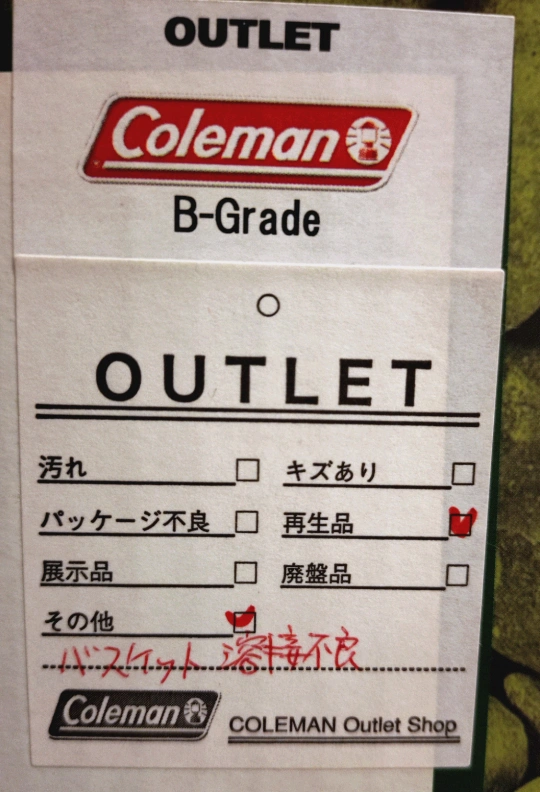 OUTLET
Coleman
B-Grade
OUTLET
汚れ □ キズあり □
パッケージ不良 □ 再生品 ☑
展示品 □ 廃盤品 □
その他 ☑
バスケット 溶接不良
Coleman COLEMAN Outlet Shop